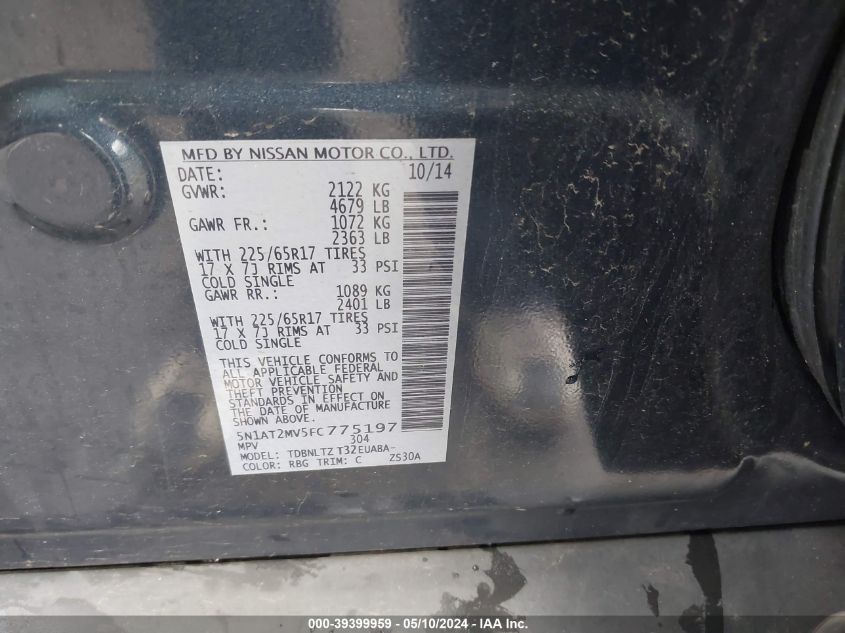 MFD BY NISSAN MOTOR CO., LTD.
DATE: 10/14
GVWR: 2122 KG
4679 LB
GAWR FR.: 1072 KG
2363 LB
WITH 225/65R17 TIRES
17 X 7J RIMS AT 33 PSI
COLD SINGLE
GAWR RR.: 1089 KG
2401 LB
WITH 225/65R17 TIRES
17 X 7J RIMS AT 33 PSI
COLD SINGLE
THIS VEHICLE CONFORMS TO
ALL APPLICABLE FEDERAL
MOTOR VEHICLE SAFETY AND
THEFT PREVENTION
STANDARDS IN EFFECT ON
THE DATE OF MANUFACTURE
SHOWN ABOVE.
5N1AT2MV5FC775197
MPV 304
MODEL: TDBNLTZ T32EUABA-
COLOR: RBG TRIM: C ZS30A
000-39399959 - 05/10/2024 - IAA Inc.